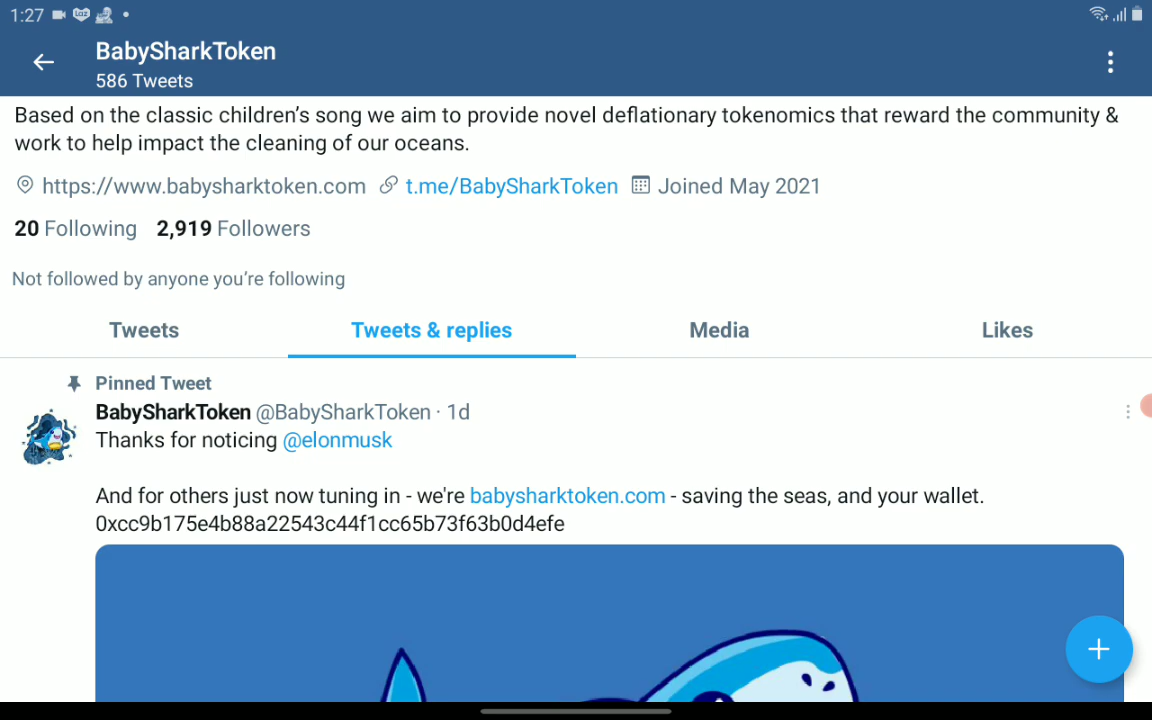 1:27
BabySharkToken
586 Tweets
Based on the classic children’s song we aim to provide novel deflationary tokenomics that reward the community &
work to help impact the cleaning of our oceans.
https://www.babysharktoken.com t.me/BabySharkToken Joined May 2021
20 Following 2,919 Followers
Not followed by anyone you’re following
Tweets Tweets & replies Media Likes
Pinned Tweet
BabySharkToken @BabySharkToken · 1d
Thanks for noticing @elonmusk
And for others just now tuning in - we're babysharktoken.com - saving the seas, and your wallet.
0xcc9b175e4b88a22543c44f1cc65b73f63b0d4efe